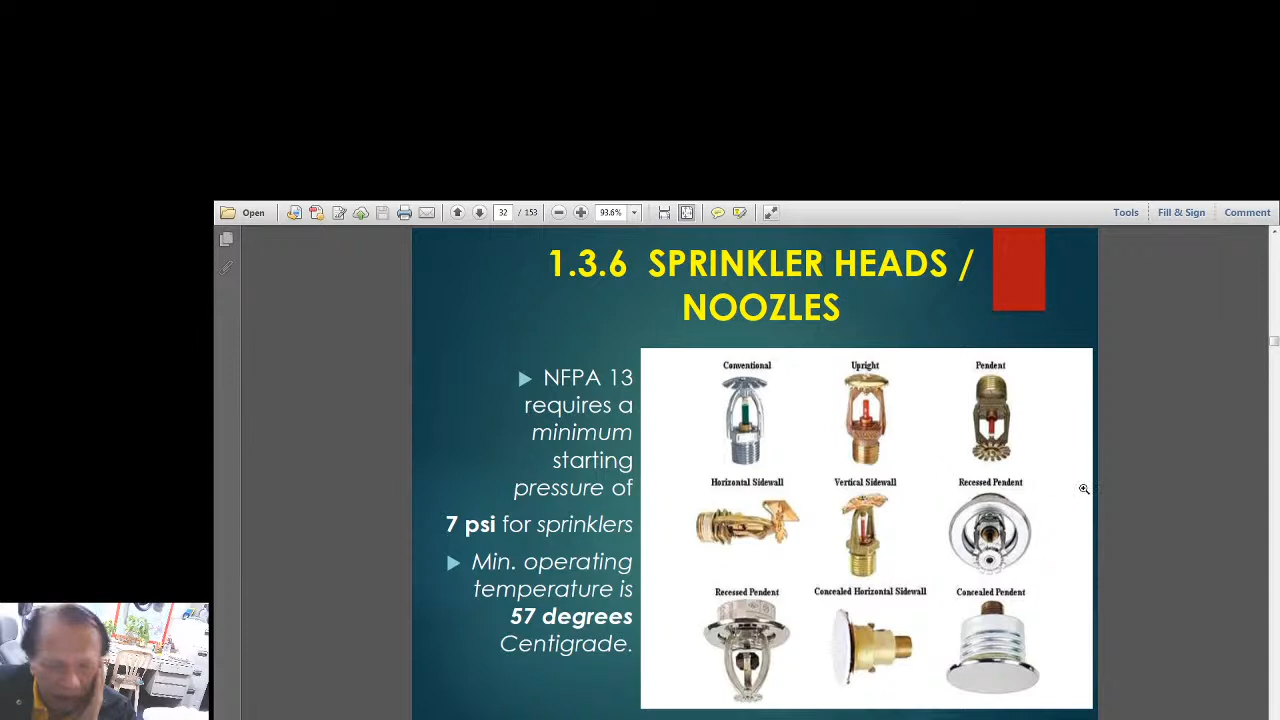 Open
32 / 153
93.6%
Tools
Fill & Sign
Comment
1.3.6 SPRINKLER HEADS /
NOOZLES
NFPA 13
requires a
minimum
starting
pressure of
7 psi for sprinklers
Min. operating
temperature is
57 degrees
Centigrade.
Conventional
Upright
Pendent
Horizontal Sidewall
Vertical Sidewall
Recessed Pendent
Recessed Pendent
Concealed Horizontal Sidewall
Concealed Pendent